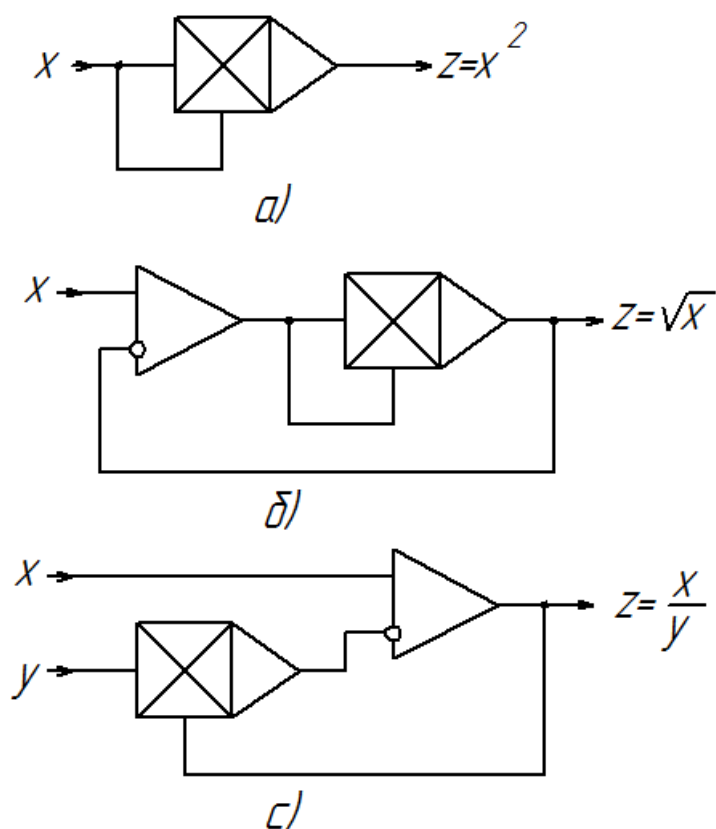 x z=x²
а)
x z=√x
б)
x
y z=x/y
c)